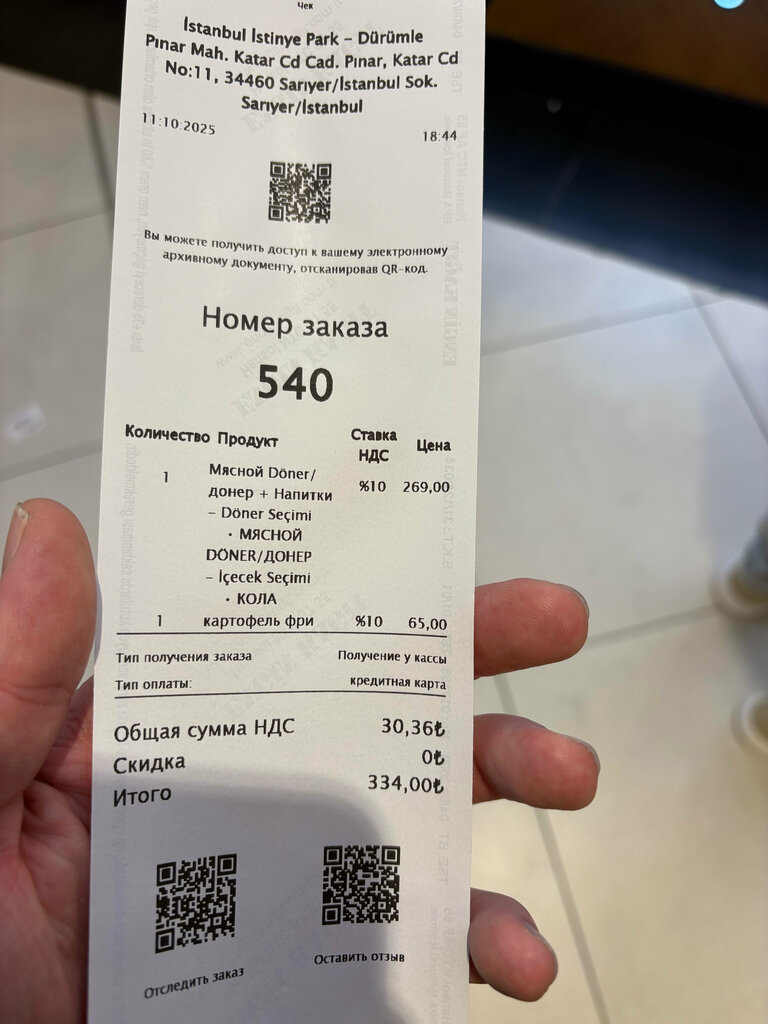 Чек
İstanbul İstinye Park - Dürümle
Pınar Mah. Katar Cd Cad. Pınar, Katar Cd
No:11, 34460 Sarıyer/İstanbul Sok.
Sarıyer/İstanbul
11:10:2025 18:44
Вы можете получить доступ к вашему электронному
архивному документу, отсканировав QR-код.
Номер заказа
540
Количество Продукт Ставка НДС Цена
1 Мясной Döner/ %10 269,00
донер + Напитки
- Döner Seçimi
• МЯСНОЙ
DÖNER/ДОНЕР
- İçecek Seçimi
• КОЛА
1 картофель фри %10 65,00
Тип получения заказа Получение у кассы
Тип оплаты: кредитная карта
Общая сумма НДС 30,36₺
Скидка 0₺
Итого 334,00₺
Отследить заказ Оставить отзыв